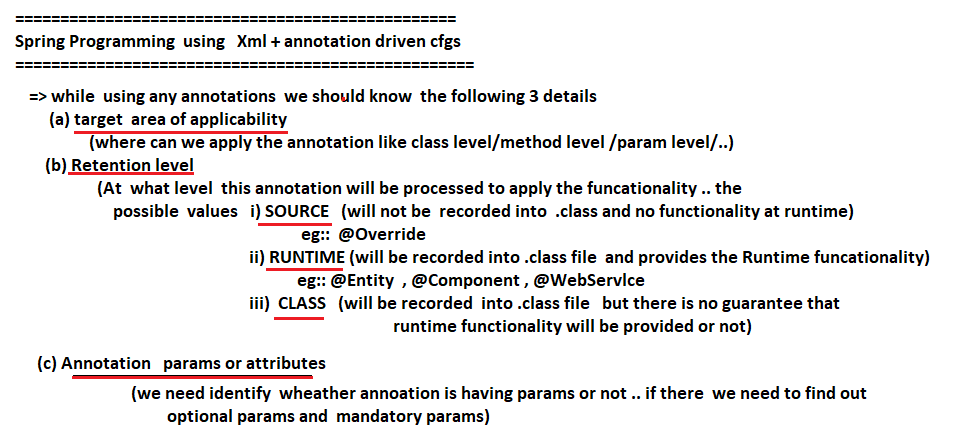 ==================================================
Spring Programming using Xml + annotation driven cfgs
====================================================
=> while using any annotations we should know the following 3 details
(a) target area of applicability
(where can we apply the annotation like class level/method level /param level/..)
(b) Retention level
(At what level this annotation will be processed to apply the funcationality .. the
possible values i) SOURCE (will not be recorded into .class and no functionality at runtime)
eg:: @Override
ii) RUNTIME (will be recorded into .class file and provides the Runtime funcationality)
eg:: @Entity , @Component , @WebServIce
iii) CLASS (will be recorded into .class file but there is no guarantee that
runtime functionality will be provided or not)
(c) Annotation params or attributes
(we need identify wheather annoation is having params or not .. if there we need to find out
optional params and mandatory params)